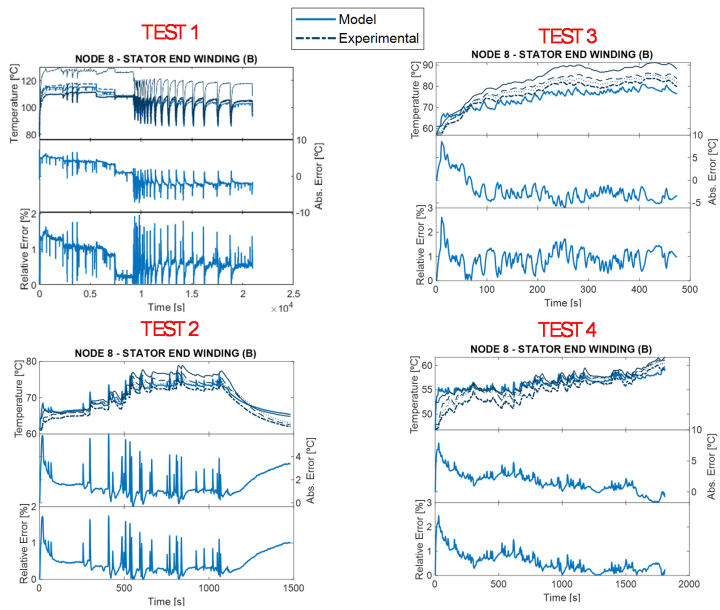 TEST 1
Model
Experimental
TEST 3
NODE 8 - STATOR END WINDING (B)
Temperature [ºC]
120
100
80
10
0
-10
Abs. Error [ºC]
2
1
0
Relative Error [%]
0
0.5
1
1.5
2
2.5
Time [s]
×10⁴
NODE 8 - STATOR END WINDING (B)
Temperature [ºC]
90
80
70
60
5
0
-5
Abs. Error [ºC]
3
2
1
0
Relative Error [%]
0
100
200
300
400
500
Time [s]
TEST 2
NODE 8 - STATOR END WINDING (B)
Temperature [ºC]
80
70
60
4
2
0
Abs. Error [ºC]
2
1
0
Relative Error [%]
0
500
1000
1500
Time [s]
TEST 4
NODE 8 - STATOR END WINDING (B)
Temperature [ºC]
60
55
50
10
0
Abs. Error [ºC]
3
2
1
0
Relative Error [%]
0
500
1000
1500
2000
Time [s]